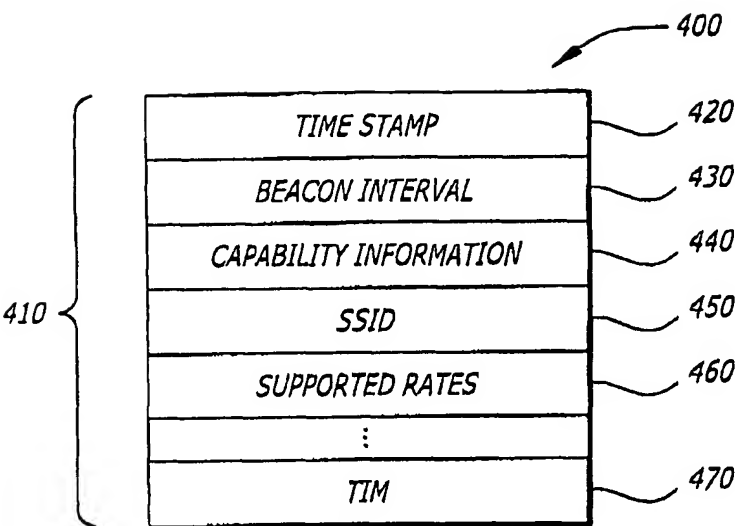 400
TIME STAMP 420
BEACON INTERVAL 430
CAPABILITY INFORMATION 440
410 SSID 450
SUPPORTED RATES 460
⋮
TIM 470